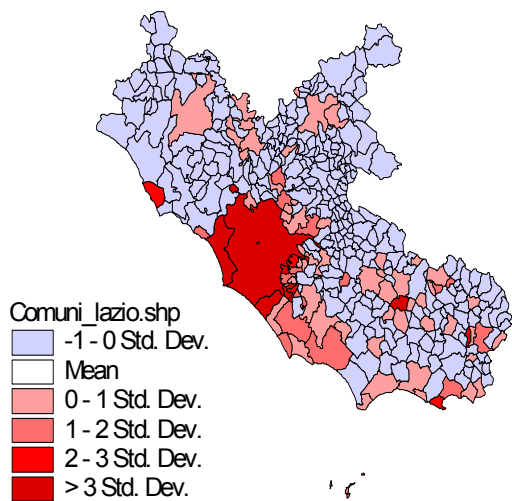 Comuni_lazio.shp
-1 - 0 Std. Dev.
Mean
0 - 1 Std. Dev.
1 - 2 Std. Dev.
2 - 3 Std. Dev.
> 3 Std. Dev.